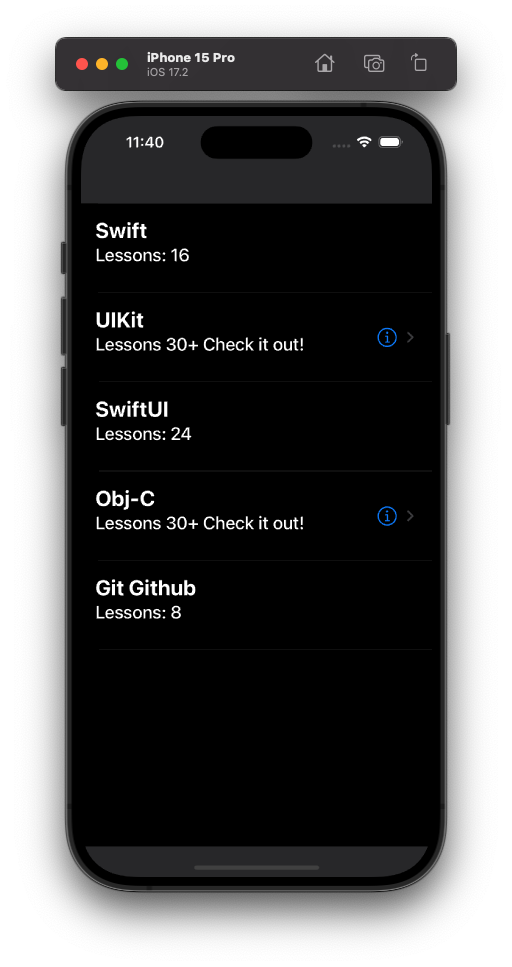 iPhone 15 Pro
iOS 17.2
11:40
Swift
Lessons: 16
UIKit
Lessons 30+ Check it out!
SwiftUI
Lessons: 24
Obj-C
Lessons 30+ Check it out!
Git Github
Lessons: 8